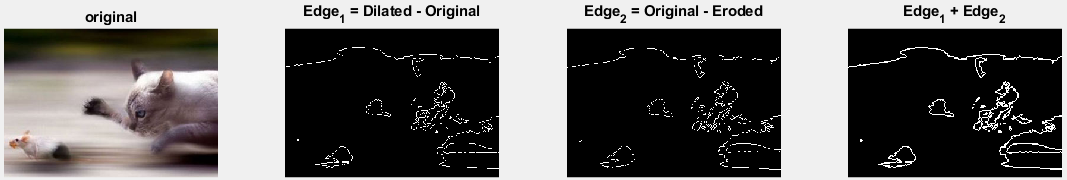 original
Edge₁ = Dilated - Original
Edge₂ = Original - Eroded
Edge₁ + Edge₂